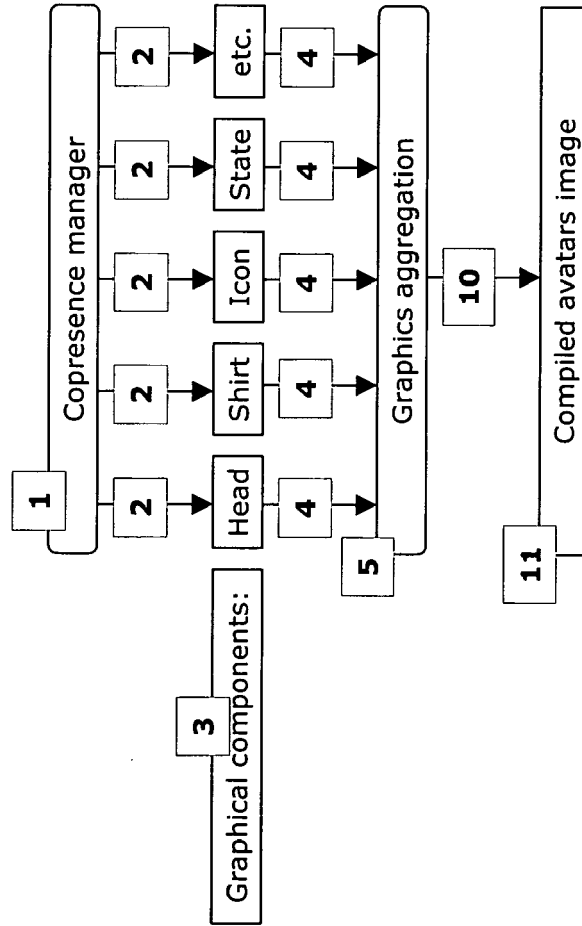 1
Copresence manager
2 2 2 2 2
3
Graphical components:
Head Shirt Icon State etc.
4 4 4 4 4
5
Graphics aggregation
10
11
Compiled avatars image